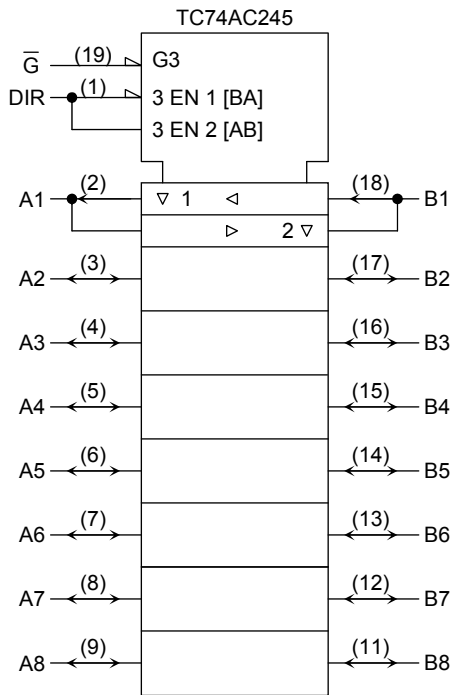 TC74AC245
G̅ (19) G3
DIR (1) 3 EN 1 [BA]
3 EN 2 [AB]
A1 (2) ▽ 1 ◁ (18) B1
▷ 2 ▽
A2 (3) (17) B2
A3 (4) (16) B3
A4 (5) (15) B4
A5 (6) (14) B5
A6 (7) (13) B6
A7 (8) (12) B7
A8 (9) (11) B8